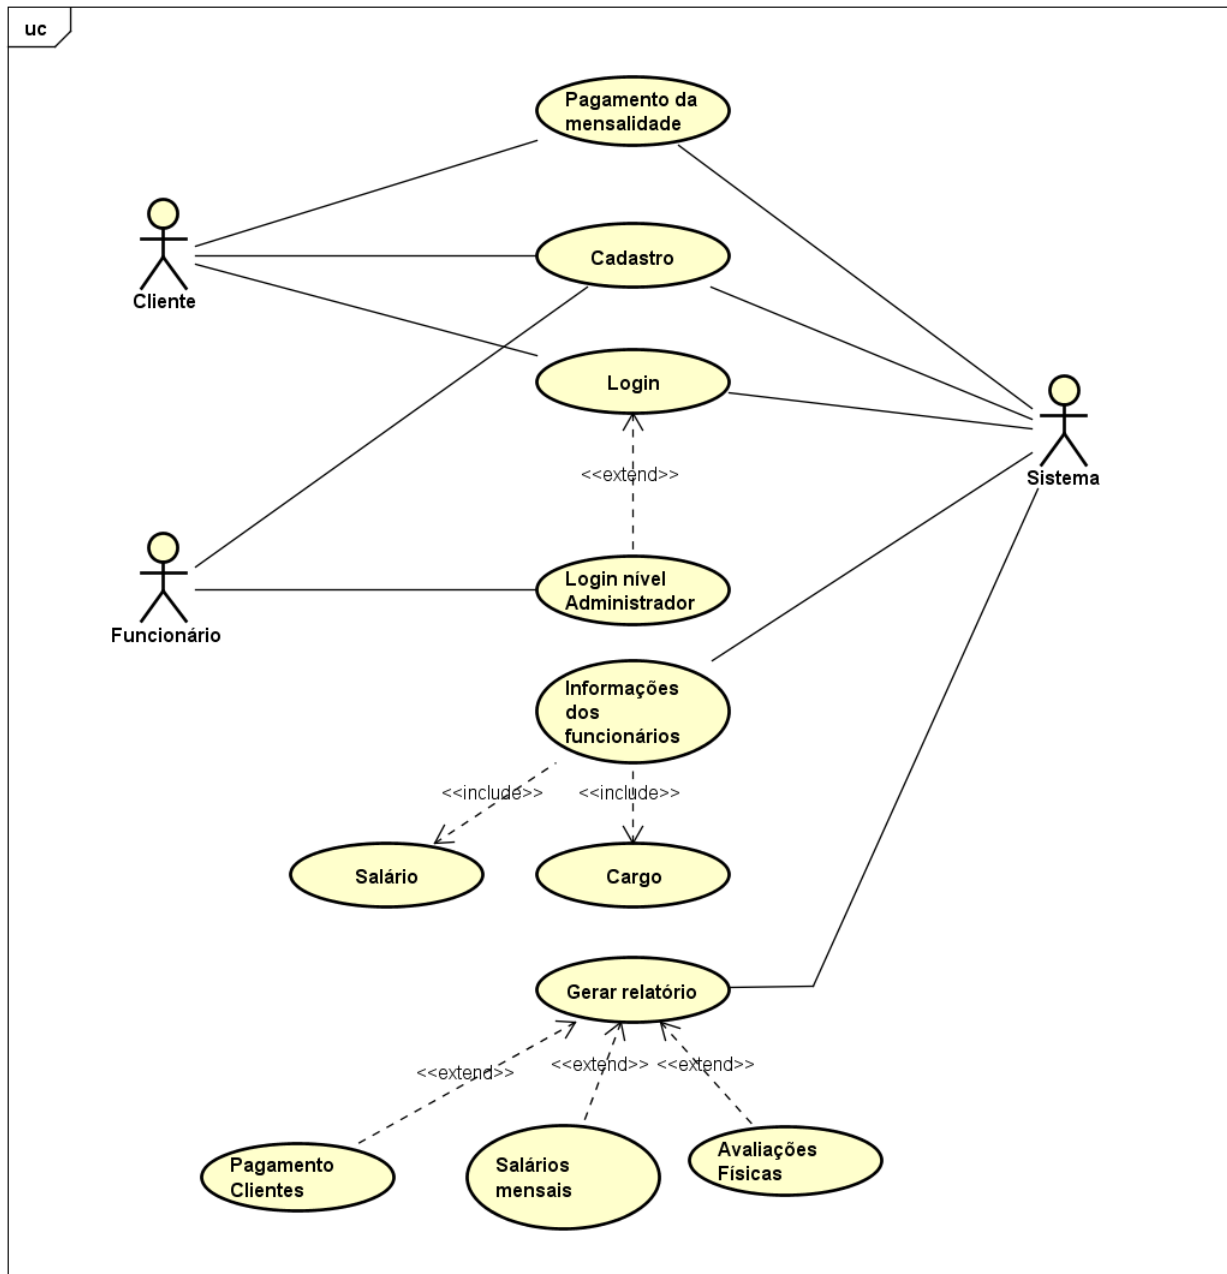 uc
Pagamento da
mensalidade
Cadastro
Cliente
Login
Sistema
<<extend>>
Login nível
Administrador
Funcionário
Informações
dos
funcionários
<<include>>
<<include>>
Salário
Cargo
Gerar relatório
<<extend>>
<<extend>>
<<extend>>
Pagamento
Clientes
Salários
mensais
Avaliações
Físicas